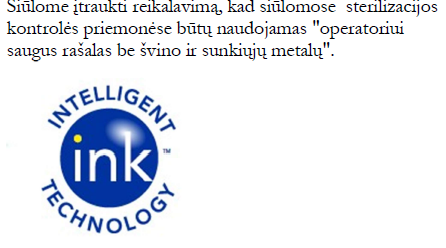 Siūlome įtraukti reikalavimą, kad siūlomose sterilizacijos
kontrolės priemonėse būtų naudojamas "operatoriui
saugus rašalas be švino ir sunkiųjų metalų".
INTELLIGENT
ink™
TECHNOLOGY